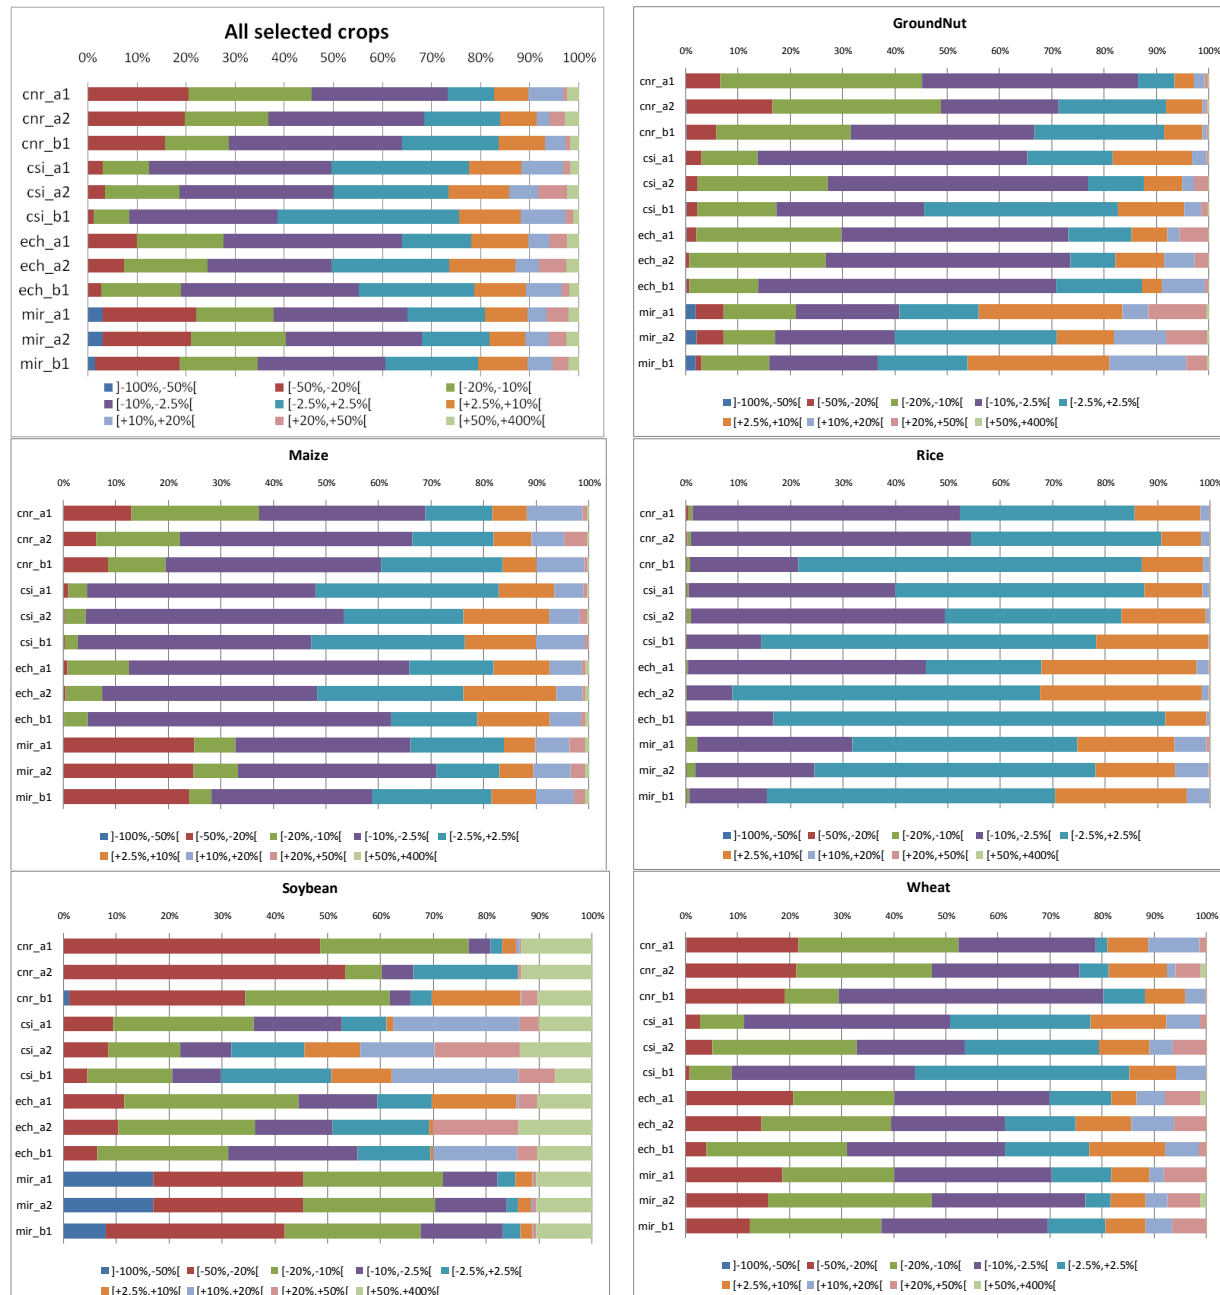 All selected crops
0% 10% 20% 30% 40% 50% 60% 70% 80% 90% 100%
cnr_a1
cnr_a2
cnr_b1
csi_a1
csi_a2
csi_b1
ech_a1
ech_a2
ech_b1
mir_a1
mir_a2
mir_b1
]-100%,-50%[ [-50%,-20%[ [-20%,-10%[
[-10%,-2.5%[ [-2.5%,+2.5%[ [+2.5%,+10%[
[+10%,+20%[ [+20%,+50%[ [+50%,+400%[
GroundNut
0% 10% 20% 30% 40% 50% 60% 70% 80% 90% 100%
cnr_a1
cnr_a2
cnr_b1
csi_a1
csi_a2
csi_b1
ech_a1
ech_a2
ech_b1
mir_a1
mir_a2
mir_b1
]-100%,-50%[ [-50%,-20%[ [-20%,-10%[ [-10%,-2.5%[ [-2.5%,+2.5%[
[+2.5%,+10%[ [+10%,+20%[ [+20%,+50%[ [+50%,+400%[
Maize
0% 10% 20% 30% 40% 50% 60% 70% 80% 90% 100%
cnr_a1
cnr_a2
cnr_b1
csi_a1
csi_a2
csi_b1
ech_a1
ech_a2
ech_b1
mir_a1
mir_a2
mir_b1
]-100%,-50%[ [-50%,-20%[ [-20%,-10%[ [-10%,-2.5%[ [-2.5%,+2.5%[
[+2.5%,+10%[ [+10%,+20%[ [+20%,+50%[ [+50%,+400%[
Rice
0% 10% 20% 30% 40% 50% 60% 70% 80% 90% 100%
cnr_a1
cnr_a2
cnr_b1
csi_a1
csi_a2
csi_b1
ech_a1
ech_a2
ech_b1
mir_a1
mir_a2
mir_b1
]-100%,-50%[ [-50%,-20%[ [-20%,-10%[ [-10%,-2.5%[ [-2.5%,+2.5%[
[+2.5%,+10%[ [+10%,+20%[ [+20%,+50%[ [+50%,+400%[
Soybean
0% 10% 20% 30% 40% 50% 60% 70% 80% 90% 100%
cnr_a1
cnr_a2
cnr_b1
csi_a1
csi_a2
csi_b1
ech_a1
ech_a2
ech_b1
mir_a1
mir_a2
mir_b1
]-100%,-50%[ [-50%,-20%[ [-20%,-10%[ [-10%,-2.5%[ [-2.5%,+2.5%[
[+2.5%,+10%[ [+10%,+20%[ [+20%,+50%[ [+50%,+400%[
Wheat
0% 10% 20% 30% 40% 50% 60% 70% 80% 90% 100%
cnr_a1
cnr_a2
cnr_b1
csi_a1
csi_a2
csi_b1
ech_a1
ech_a2
ech_b1
mir_a1
mir_a2
mir_b1
]-100%,-50%[ [-50%,-20%[ [-20%,-10%[ [-10%,-2.5%[ [-2.5%,+2.5%[
[+2.5%,+10%[ [+10%,+20%[ [+20%,+50%[ [+50%,+400%[